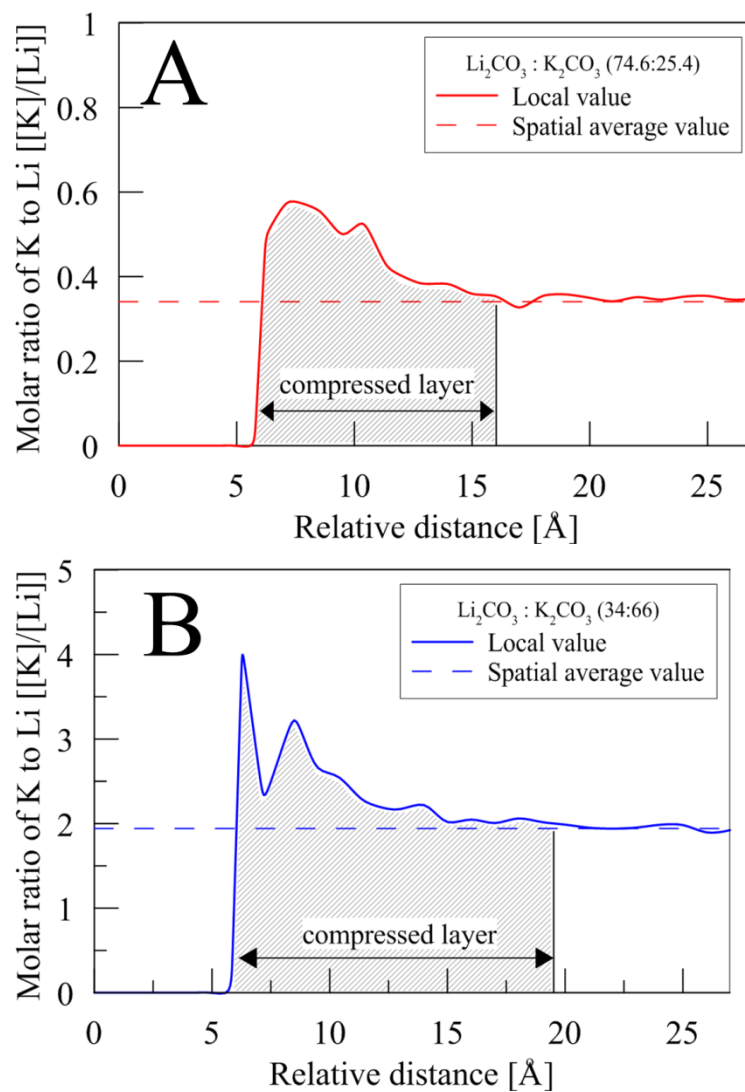 A
Molar ratio of K to Li [[K]/[Li]]
1
0.8
0.6
0.4
0.2
0
Li₂CO₃ : K₂CO₃ (74.6:25.4)
Local value
Spatial average value
compressed layer
0 5 10 15 20 25
Relative distance [Å]
B
Molar ratio of K to Li [[K]/[Li]]
5
4
3
2
1
0
Li₂CO₃ : K₂CO₃ (34:66)
Local value
Spatial average value
compressed layer
0 5 10 15 20 25
Relative distance [Å]